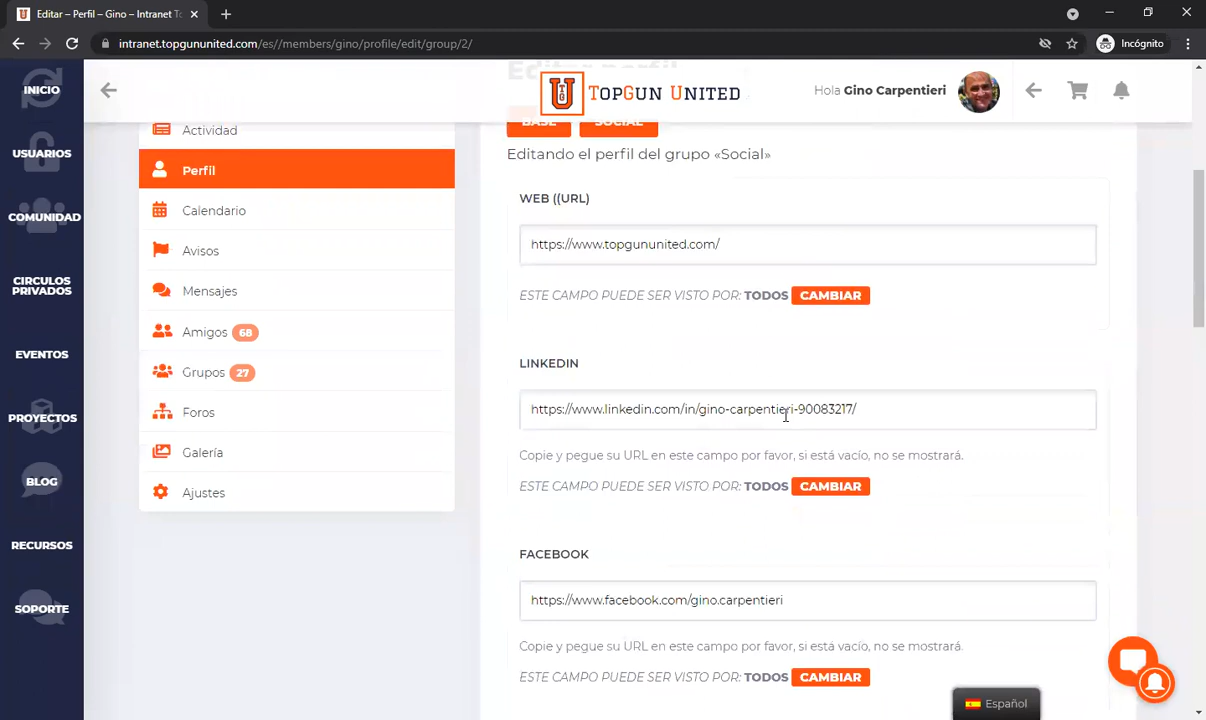 Editar – Perfil – Gino – Intranet To
intranet.topgununited.com/es//members/gino/profile/edit/group/2/
Incógnito
INICIO
USUARIOS
COMUNIDAD
CIRCULOS
PRIVADOS
EVENTOS
PROYECTOS
BLOG
RECURSOS
SOPORTE
Editar perfil
TOPGUN UNITED
Hola Gino Carpentieri
Actividad
Perfil
Calendario
Avisos
Mensajes
Amigos 68
Grupos 27
Foros
Galería
Ajustes
BASE SOCIAL
Editando el perfil del grupo «Social»
WEB ((URL)
https://www.topgununited.com/
ESTE CAMPO PUEDE SER VISTO POR: TODOS CAMBIAR
LINKEDIN
https://www.linkedin.com/in/gino-carpentieri-90083217/
Copie y pegue su URL en este campo por favor, si está vacío, no se mostrará.
ESTE CAMPO PUEDE SER VISTO POR: TODOS CAMBIAR
FACEBOOK
https://www.facebook.com/gino.carpentieri
Copie y pegue su URL en este campo por favor, si está vacío, no se mostrará.
ESTE CAMPO PUEDE SER VISTO POR: TODOS CAMBIAR
Español